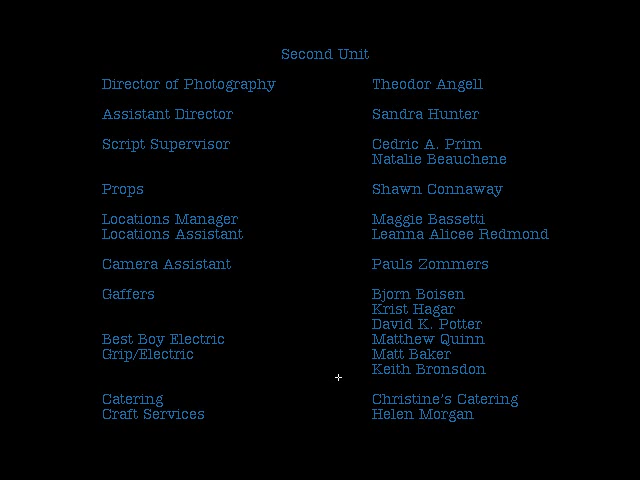 Second Unit
Director of Photography Theodor Angell
Assistant Director Sandra Hunter
Script Supervisor Cedric A. Prim
Natalie Beauchene
Props Shawn Connaway
Locations Manager Maggie Bassetti
Locations Assistant Leanna Alicee Redmond
Camera Assistant Pauls Zommers
Gaffers Bjorn Boisen
Krist Hagar
David K. Potter
Best Boy Electric Matthew Quinn
Grip/Electric Matt Baker
Keith Bronsdon
Catering Christine's Catering
Craft Services Helen Morgan